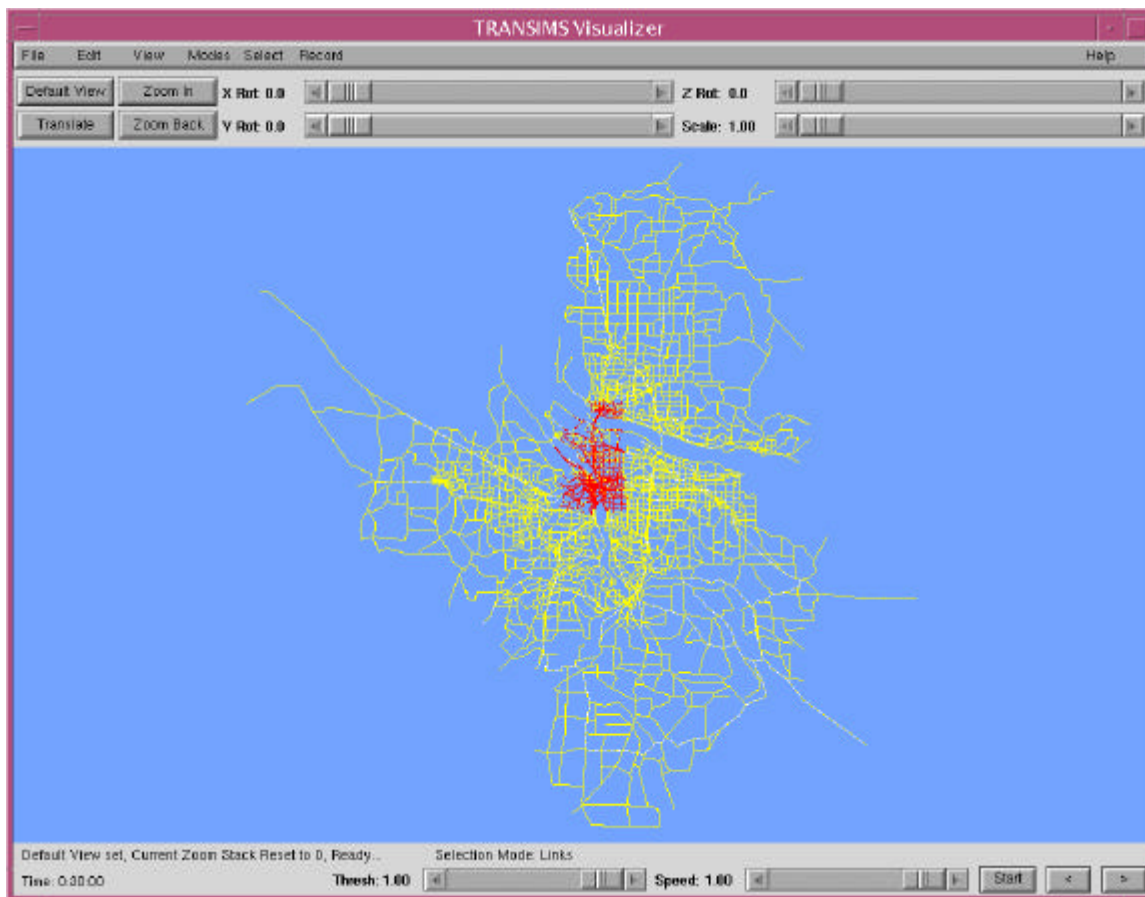 TRANSIMS Visualizer
File Edit View Modes Select Record Help
Default View Zoom In X Rot: 0.0 Z Rot: 0.0
Translate Zoom Back Y Rot: 0.0 Scale: 1.00
Default View set, Current Zoom Stack Reset to 0, Ready... Selection Mode: Links
Time: 0:30:00 Thresh: 1.00 Speed: 1.00 Start < >